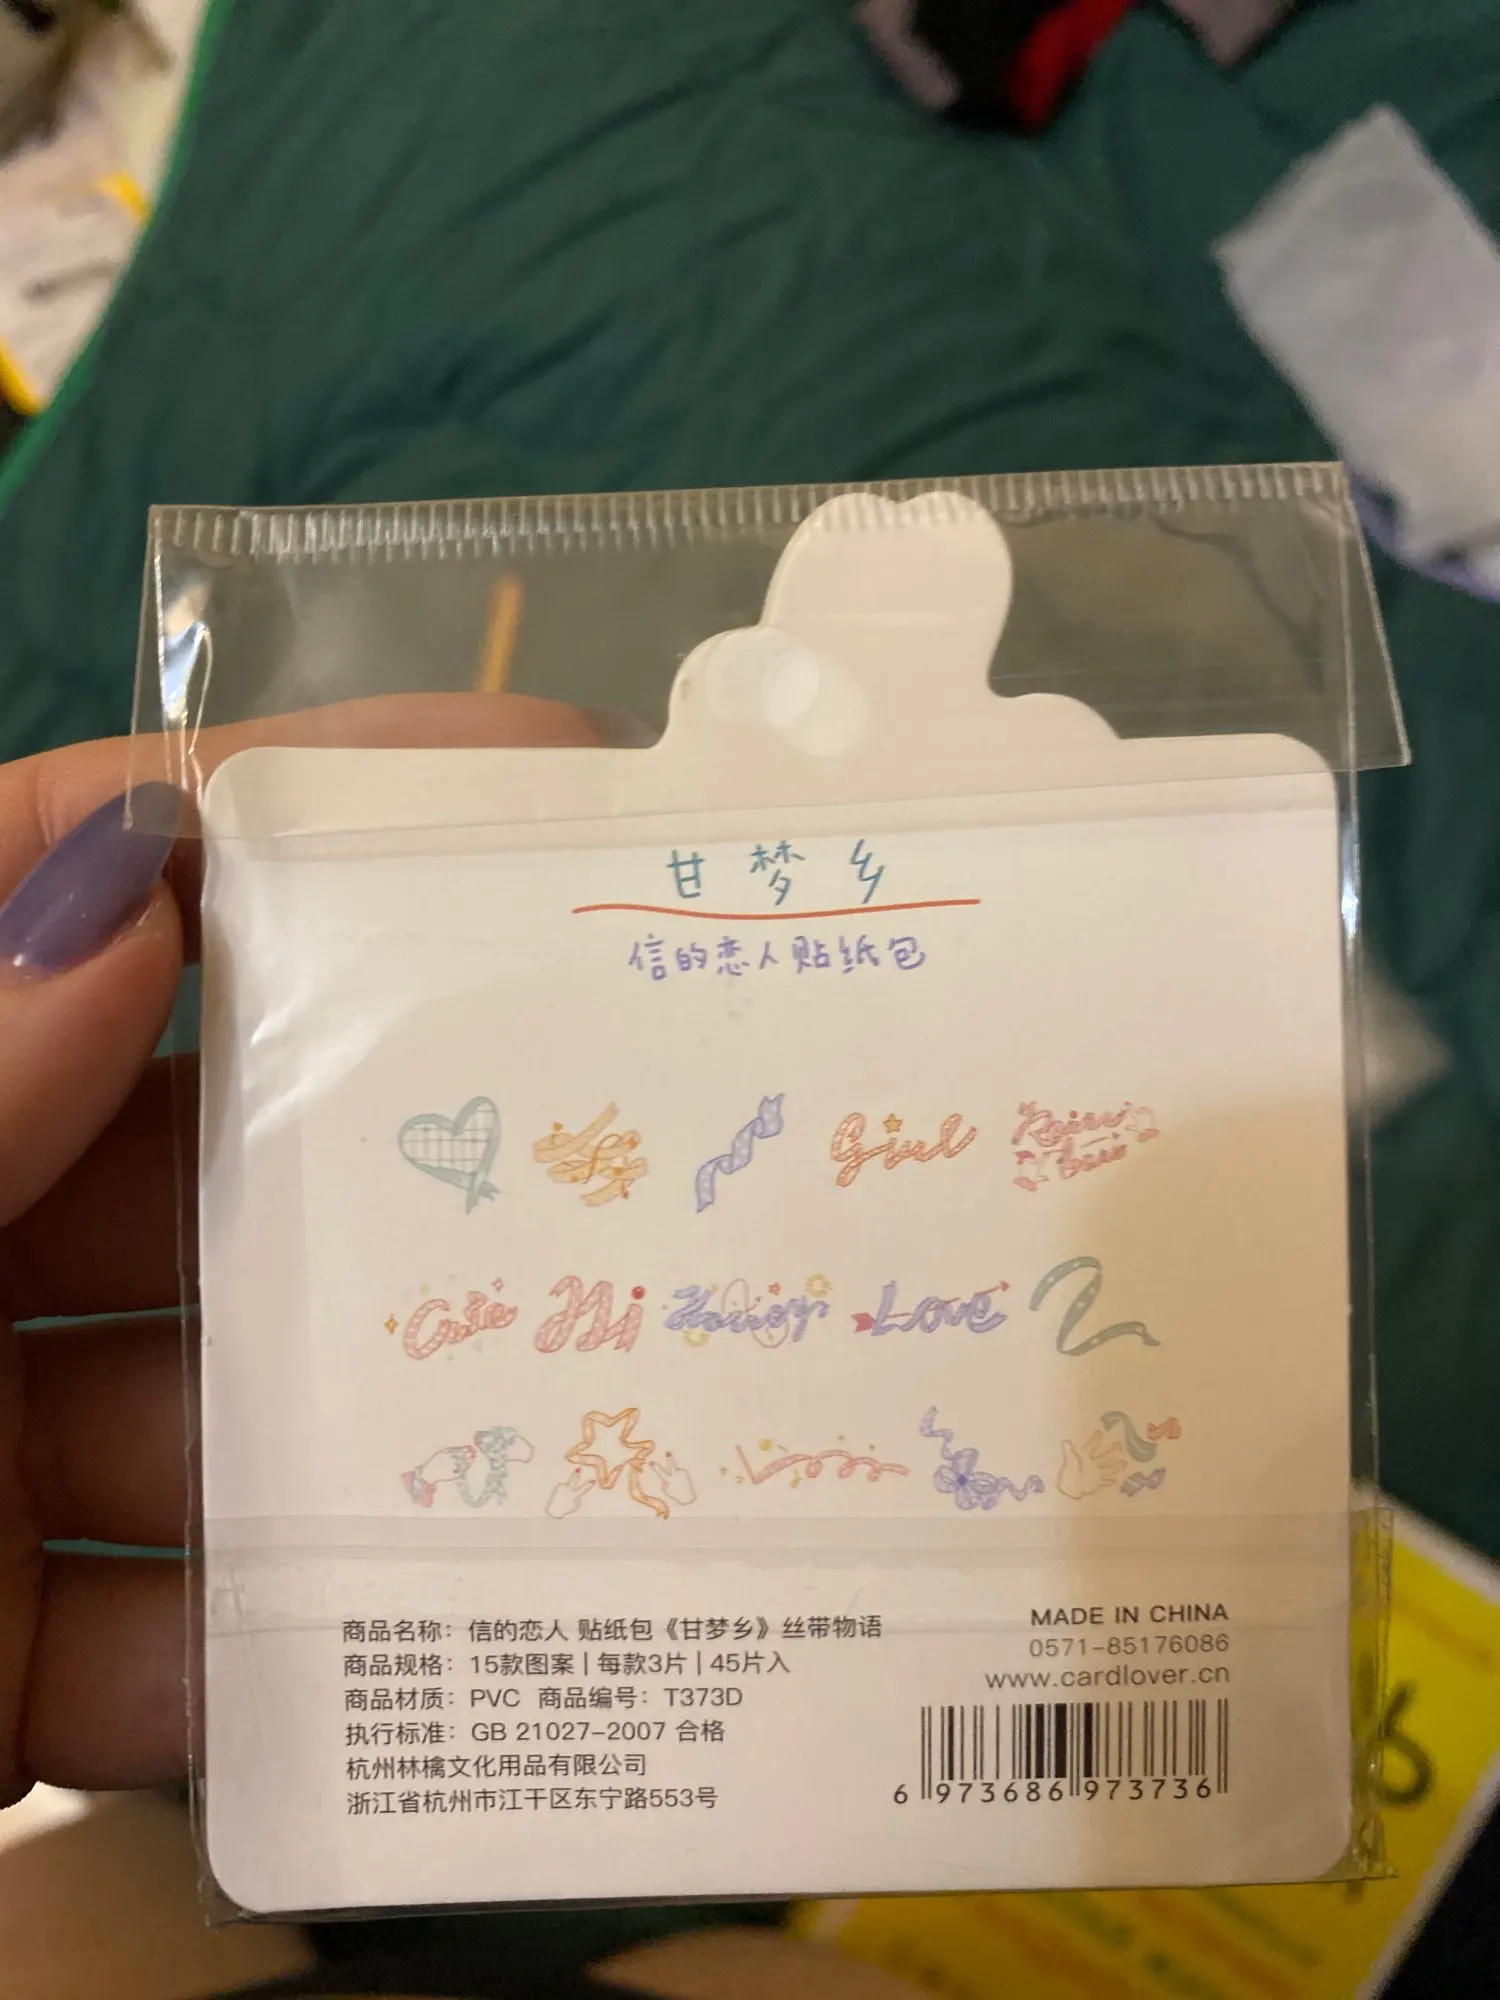 甘梦乡
信的恋人贴纸包
Girl
Cute Hi Honey Love
商品名称：信的恋人 贴纸包《甘梦乡》丝带物语
商品规格：15款图案 | 每款3片 | 45片入
商品材质：PVC 商品编号：T373D
执行标准：GB 21027-2007 合格
杭州林檎文化用品有限公司
浙江省杭州市江干区东宁路553号
MADE IN CHINA
0571-85176086
www.cardlover.cn
6 973686 973736